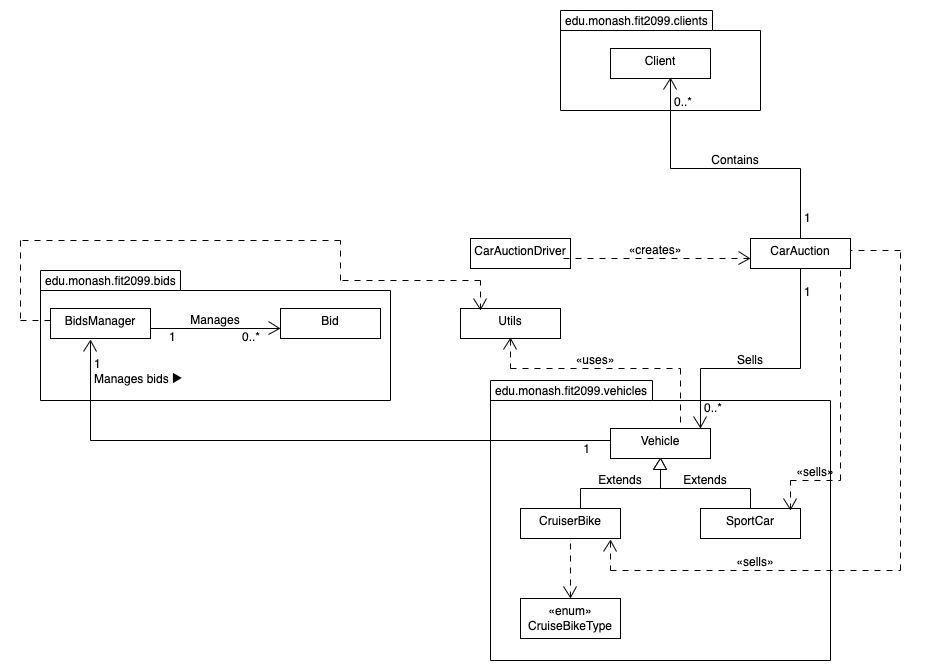 edu.monash.fit2099.clients
Client
0..*
Contains
1
CarAuctionDriver
«creates»
CarAuction
1
edu.monash.fit2099.bids
BidsManager
Manages
1
0..*
Bid
Utils
1
Manages bids ▶
«uses»
Sells
edu.monash.fit2099.vehicles
0..*
Vehicle
1
Extends
Extends
«sells»
CruiserBike
SportCar
«sells»
«enum»
CruiseBikeType